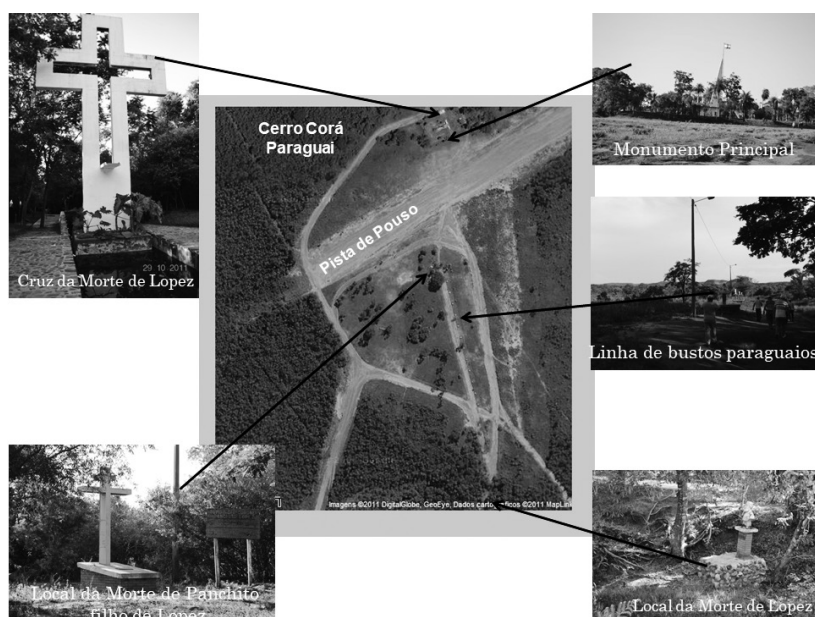 Cerro Corá
Paraguai
Pista de Pouso
29 10 2011
Cruz da Morte de Lopez
Monumento Principal
Linha de bustos paraguaios
Local da Morte de Panchito
filho de Lopez
Local da Morte de Lopez
Imagens ©2011 DigitalGlobe, GeoEye, Dados cartográficos ©2011 MapLink